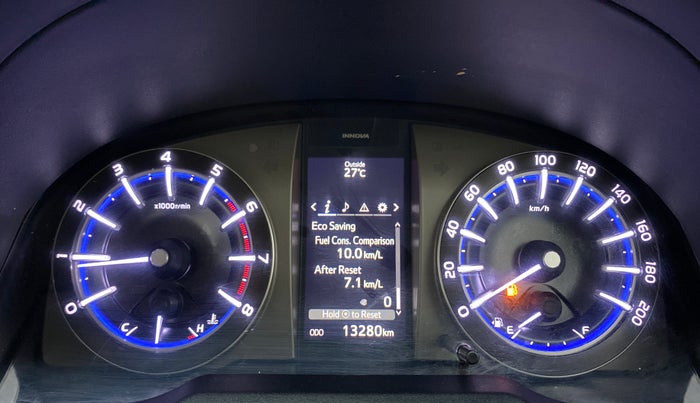 INNOVA
Outside
27°C
Eco Saving
Fuel Cons. Comparison
10.0 km/L
After Reset
7.1 km/L
0
Hold ⦿ to Reset
ODO 13280 km
0 1 2 3 4 5 6 7 8
x1000r/min
C H
0 20 40 60 80 100 120 140 160 180 200
km/h
E F